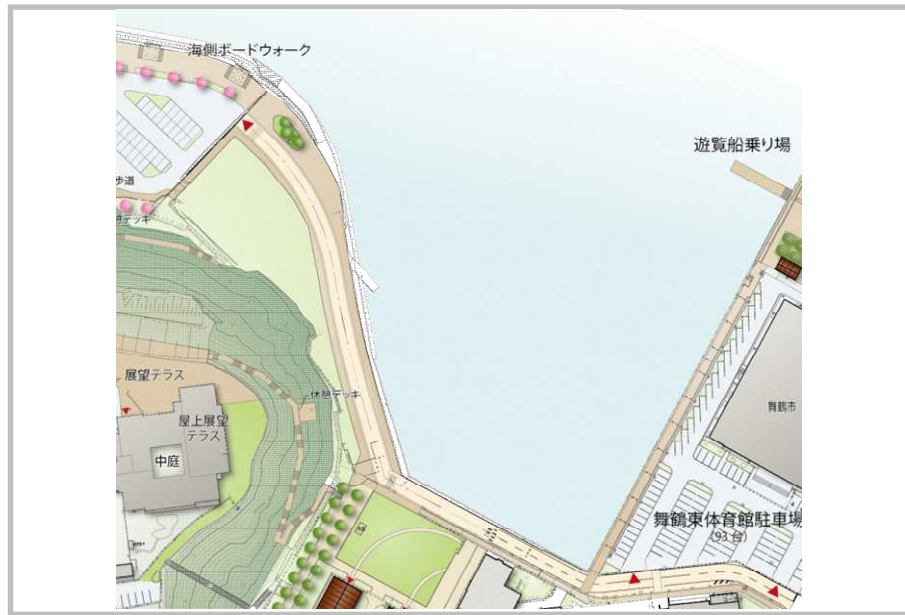 海側ボードウォーク
遊覧船乗り場
歩道
憩デッキ
展望テラス
休憩デッキ
屋上展望
テラス
中庭
舞鶴市
舞鶴東体育館駐車場
(93台)